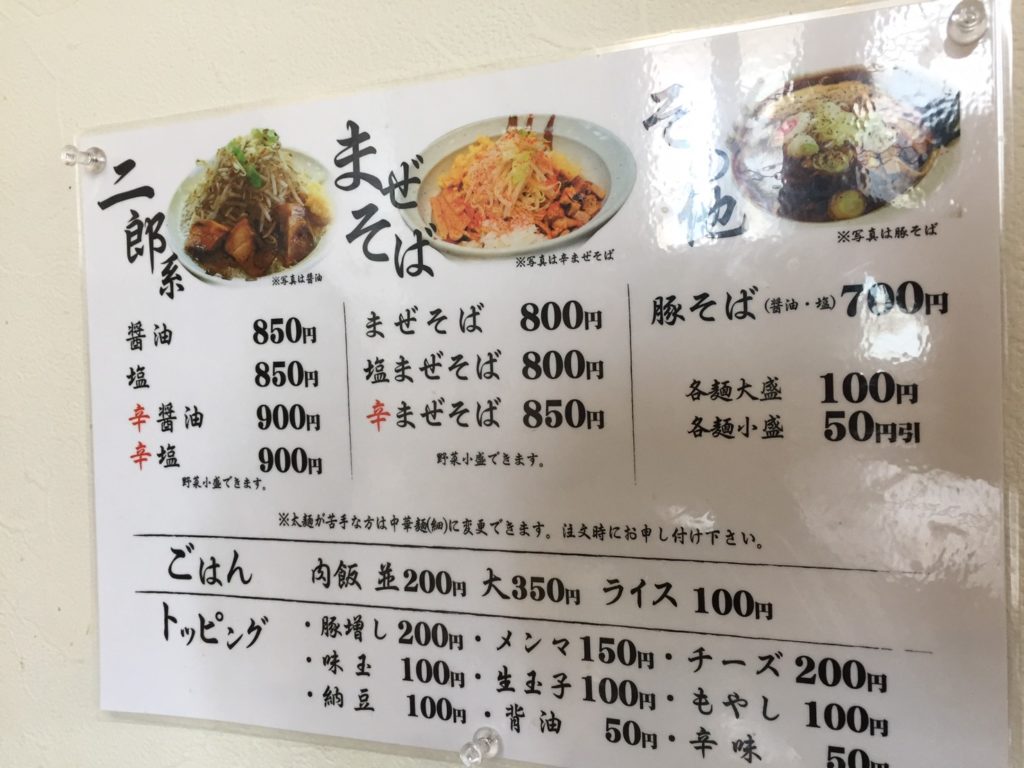 二郎系
※写真は醤油
醤油 850円
塩 850円
辛醤油 900円
辛塩 900円
野菜小盛できます。
まぜそば
※写真は辛まぜそば
まぜそば 800円
塩まぜそば 800円
辛まぜそば 850円
野菜小盛できます。
その他
※写真は豚そば
豚そば(醤油・塩) 700円
各麺大盛 100円
各麺小盛 50円引
※太麺が苦手な方は中華麺(細)に変更できます。注文時にお申し付け下さい。
ごはん 肉飯 並200円 大350円 ライス 100円
トッピング
・豚増し 200円・メンマ 150円・チーズ 200円
・味玉 100円・生玉子 100円・もやし 100円
・納豆 100円・背油 50円・辛味 50円